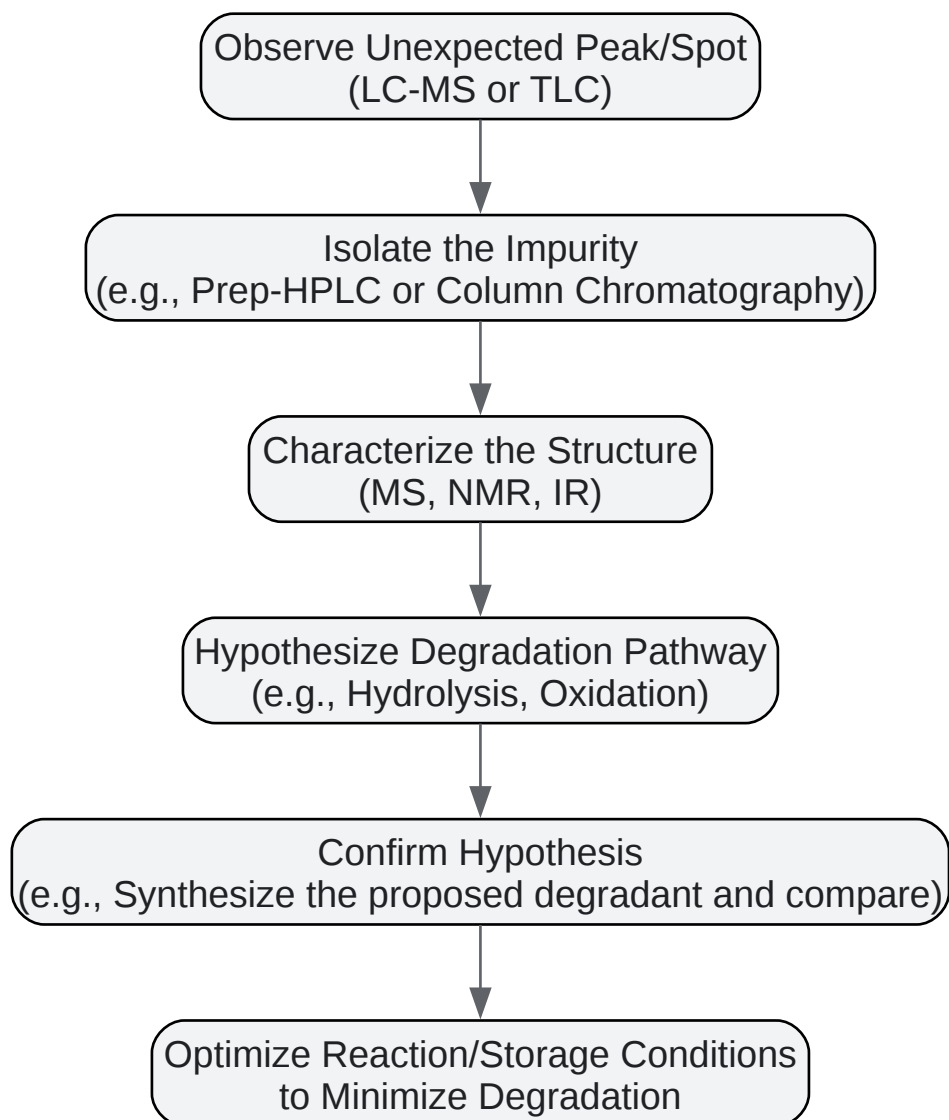 Observe Unexpected Peak/Spot
(LC-MS or TLC)
Isolate the Impurity
(e.g., Prep-HPLC or Column Chromatography)
Characterize the Structure
(MS, NMR, IR)
Hypothesize Degradation Pathway
(e.g., Hydrolysis, Oxidation)
Confirm Hypothesis
(e.g., Synthesize the proposed degradant and compare)
Optimize Reaction/Storage Conditions
to Minimize Degradation